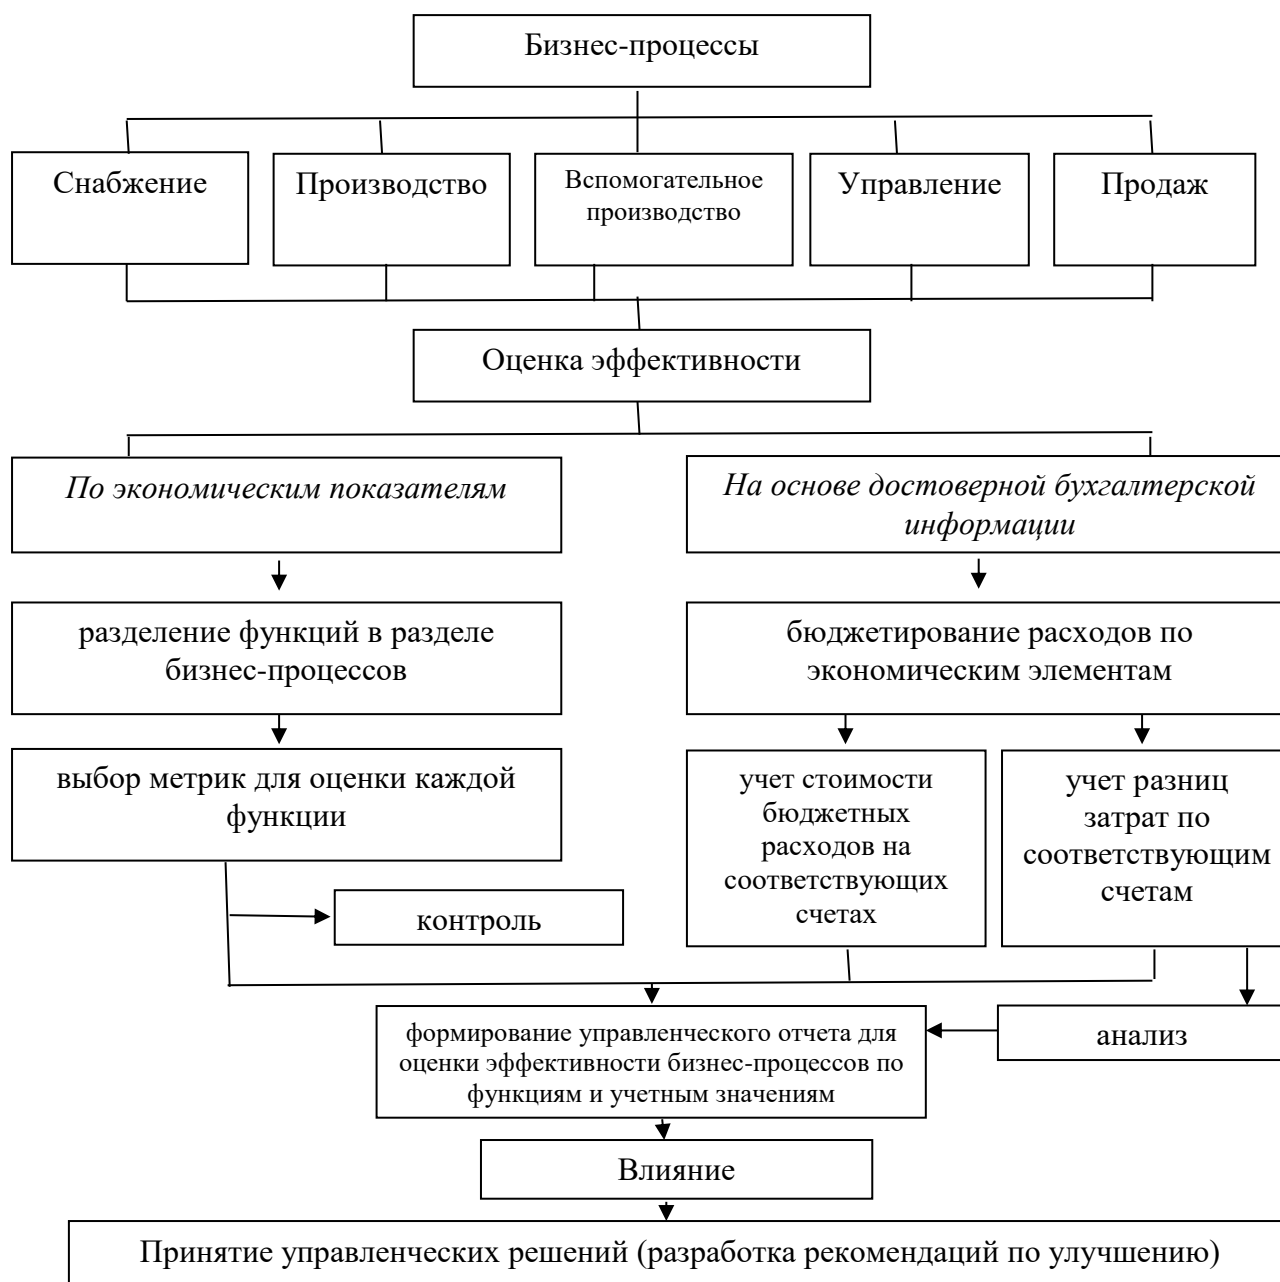 Бизнес-процессы
Снабжение
Производство
Вспомогательное
производство
Управление
Продаж
Оценка эффективности
По экономическим показателям
На основе достоверной бухгалтерской
информации
разделение функций в разделе
бизнес-процессов
бюджетирование расходов по
экономическим элементам
выбор метрик для оценки каждой
функции
учет стоимости
бюджетных
расходов на
соответствующих
счетах
учет разниц
затрат по
соответствующим
счетам
контроль
формирование управленческого отчета для
оценки эффективности бизнес-процессов по
функциям и учетным значениям
анализ
Влияние
Принятие управленческих решений (разработка рекомендаций по улучшению)